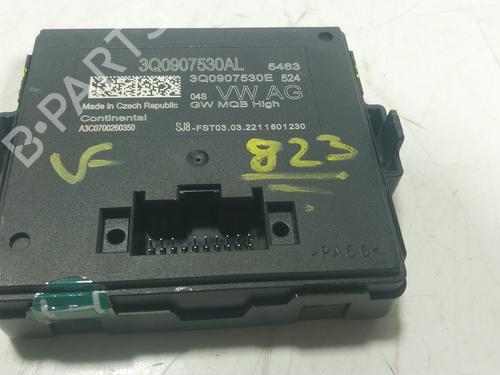 B-PARTS
3Q0907530AL 5463
3Q0907530E 524
04S VW AG
Made in Czech Republic GW MQB High
Continental
A3C0700260350 SJ8-FST03.03.2211601230
VF 823
>PA66<